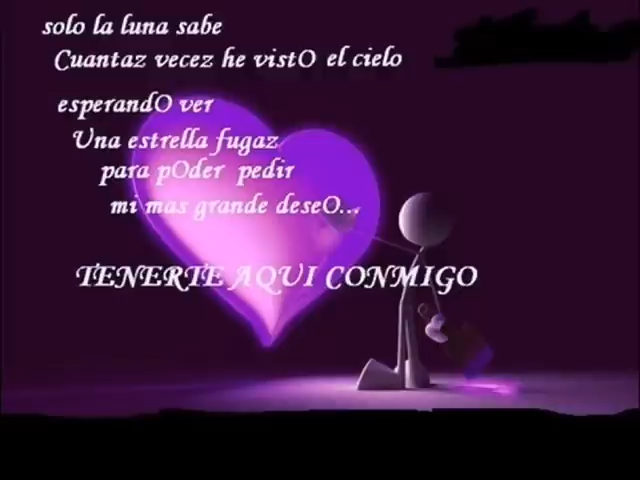 solo la luna sabe
Cuantaz vecez he vistO el cielo
esperandO ver
Una estrella fugaz
para pOder pedir
mi mas grande deseO...
TENERTE AQUI CONMIGO